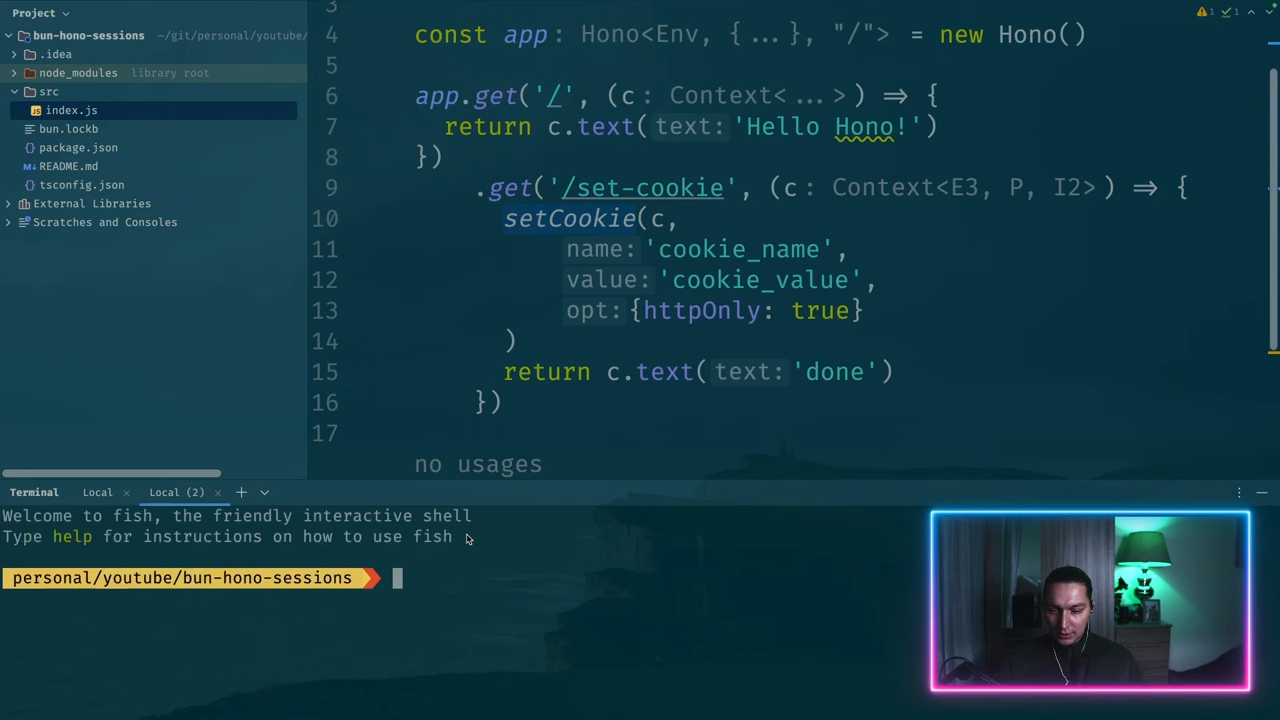 Project
bun-hono-sessions ~/git/personal/youtube/
.idea
node_modules library root
src
index.js
bun.lockb
package.json
README.md
tsconfig.json
External Libraries
Scratches and Consoles
3
4 const app: Hono<Env, {...}, "/"> = new Hono()
5
6 app.get('/', (c: Context<...>) => {
7 return c.text(text: 'Hello Hono!')
8 })
9 .get('/set-cookie', (c: Context<E3, P, I2>) => {
10 setCookie(c,
11 name: 'cookie_name',
12 value: 'cookie_value',
13 opt: {httpOnly: true}
14 )
15 return c.text(text: 'done')
16 })
17
no usages
1 1
Terminal Local × Local (2) × +
Welcome to fish, the friendly interactive shell
Type help for instructions on how to use fish
personal/youtube/bun-hono-sessions